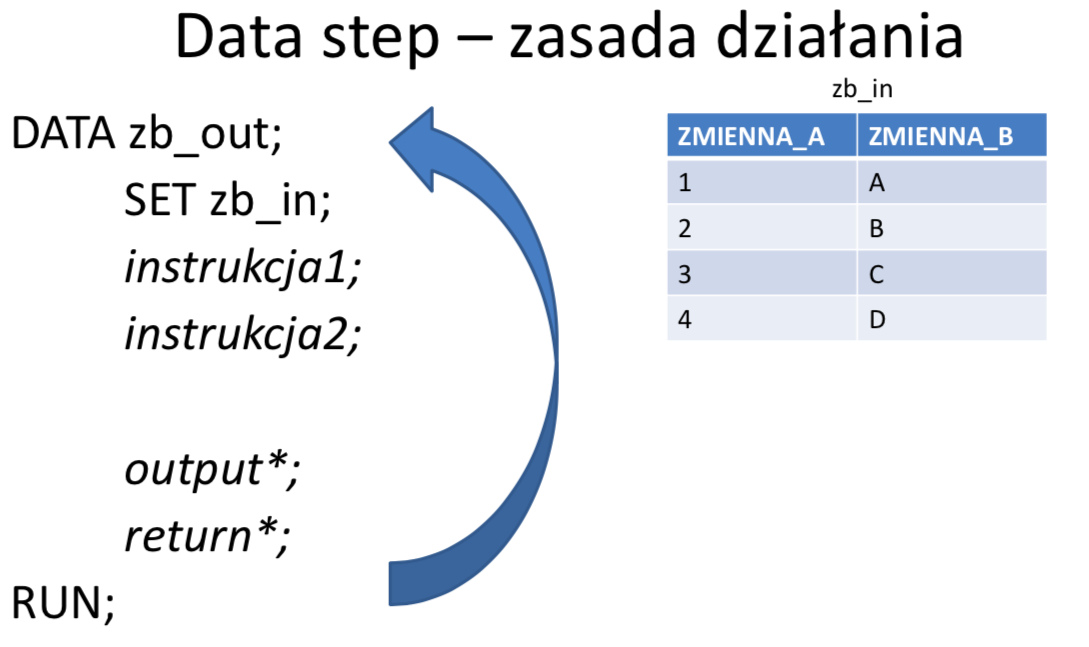 Data step – zasada działania
DATA zb_out;
SET zb_in;
instrukcja1;
instrukcja2;
output*;
return*;
RUN;
zb_in
ZMIENNA_A ZMIENNA_B
1 A
2 B
3 C
4 D